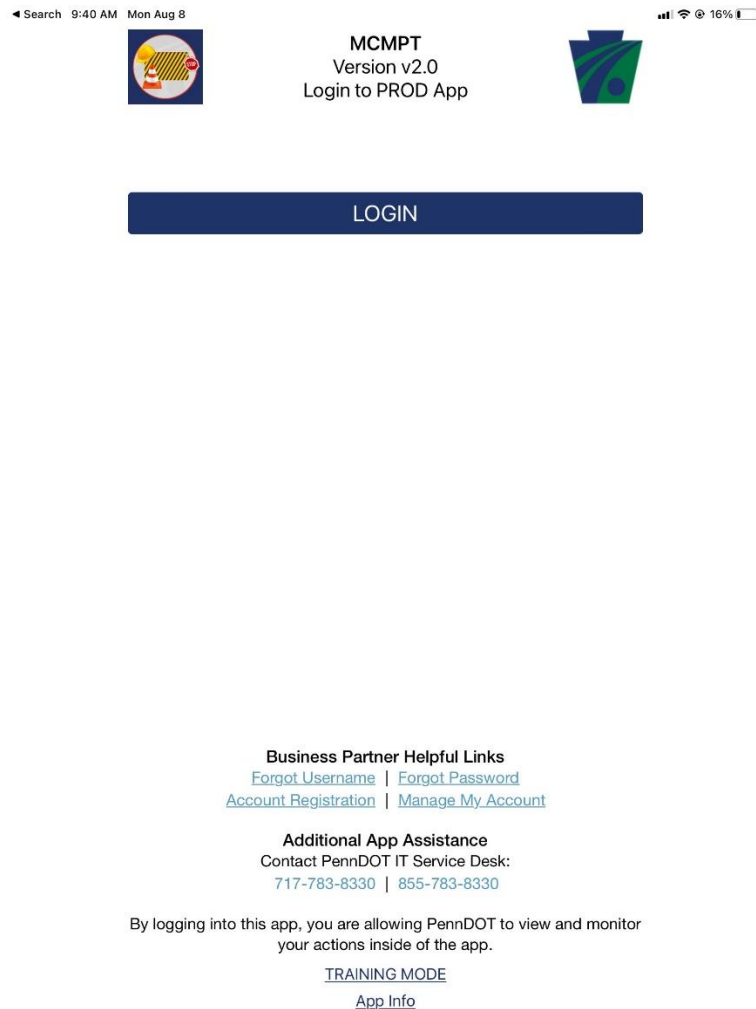 ◀ Search 9:40 AM Mon Aug 8 16%
MCMPT
Version v2.0
Login to PROD App
STOP
LOGIN
Business Partner Helpful Links
Forgot Username | Forgot Password
Account Registration | Manage My Account
Additional App Assistance
Contact PennDOT IT Service Desk:
717-783-8330 | 855-783-8330
By logging into this app, you are allowing PennDOT to view and monitor
your actions inside of the app.
TRAINING MODE
App Info